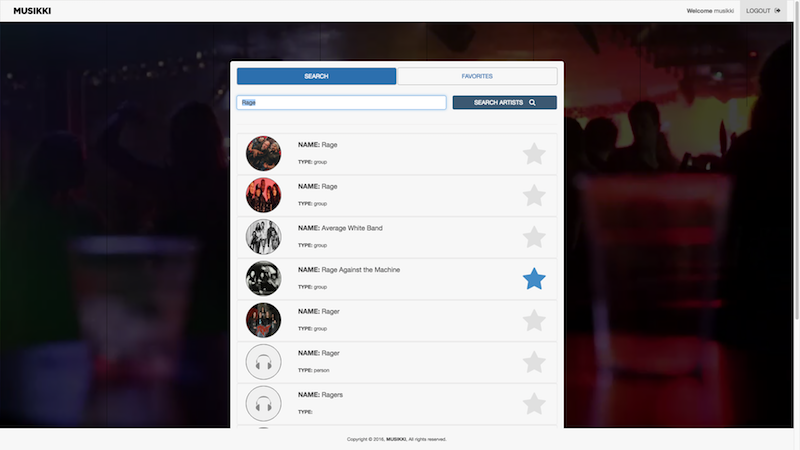 MUSIKKI
Welcome musikki
LOGOUT
SEARCH
FAVORITES
Rage
SEARCH ARTISTS
NAME: Rage
TYPE: group
NAME: Rage
TYPE: group
NAME: Average White Band
TYPE: group
NAME: Rage Against the Machine
TYPE: group
NAME: Rager
TYPE: group
NAME: Rager
TYPE: person
NAME: Ragers
TYPE:
Copyright © 2016, MUSIKKI, All rights reserved.